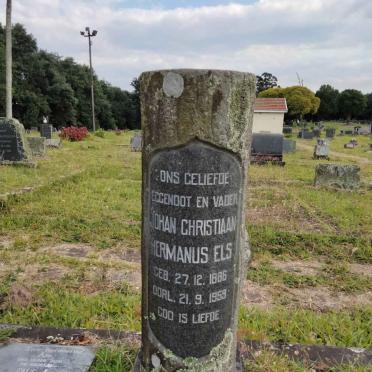 ONS GELIEFDE
EGGENOOT EN VADER
JOHAN CHRISTIAAN
HERMANUS ELS
GEB. 27. 12. 1886
OORL. 21. 9. 1959
GOD IS LIEFDE